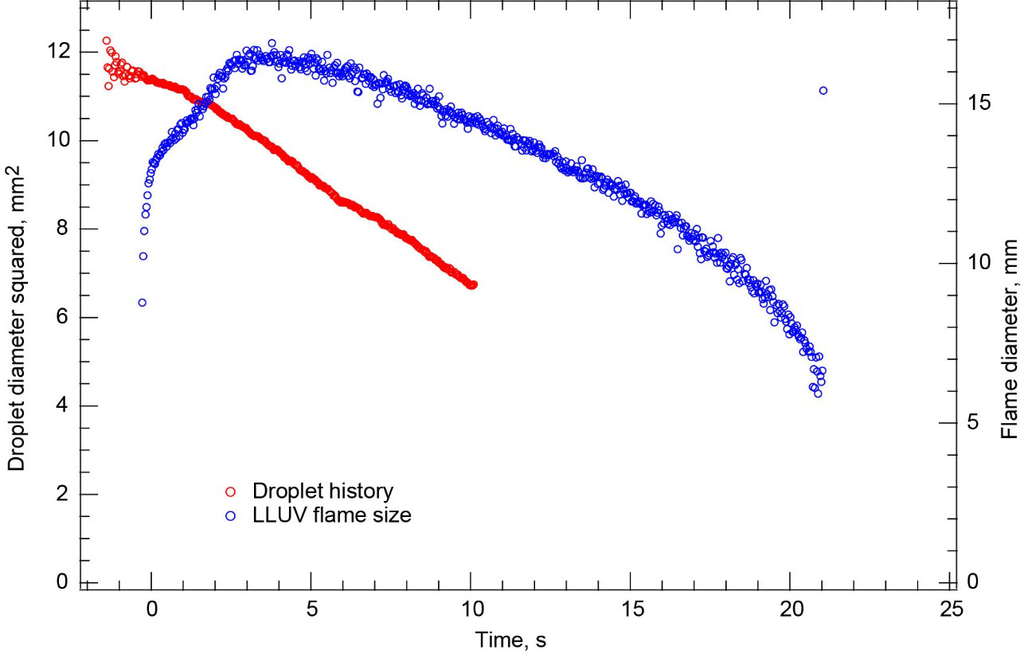 12
10
8
6
4
2
0
Droplet diameter squared, mm2
15
10
5
0
Flame diameter, mm
Droplet history
LLUV flame size
0 5 10 15 20 25
Time, s